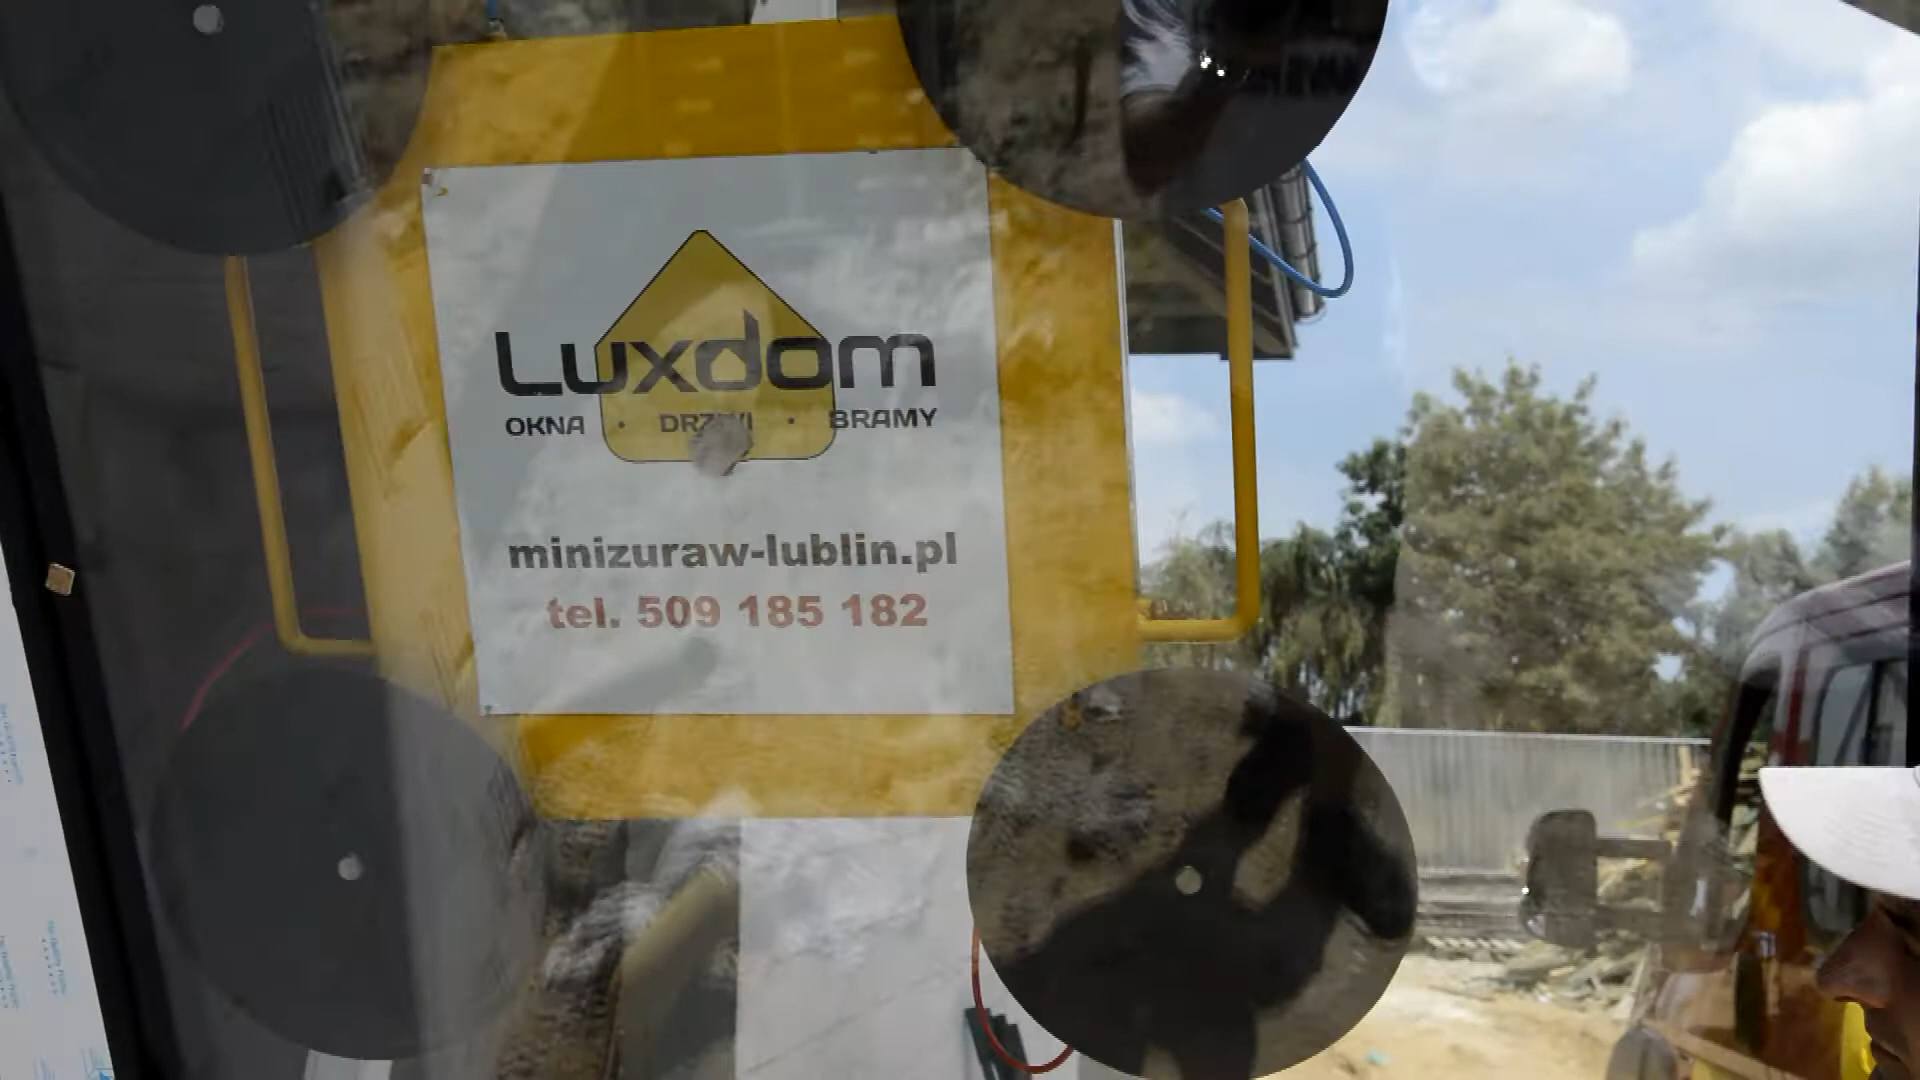 Luxdom
OKNA • DRZWI • BRAMY
minizuraw-lublin.pl
tel. 509 185 182